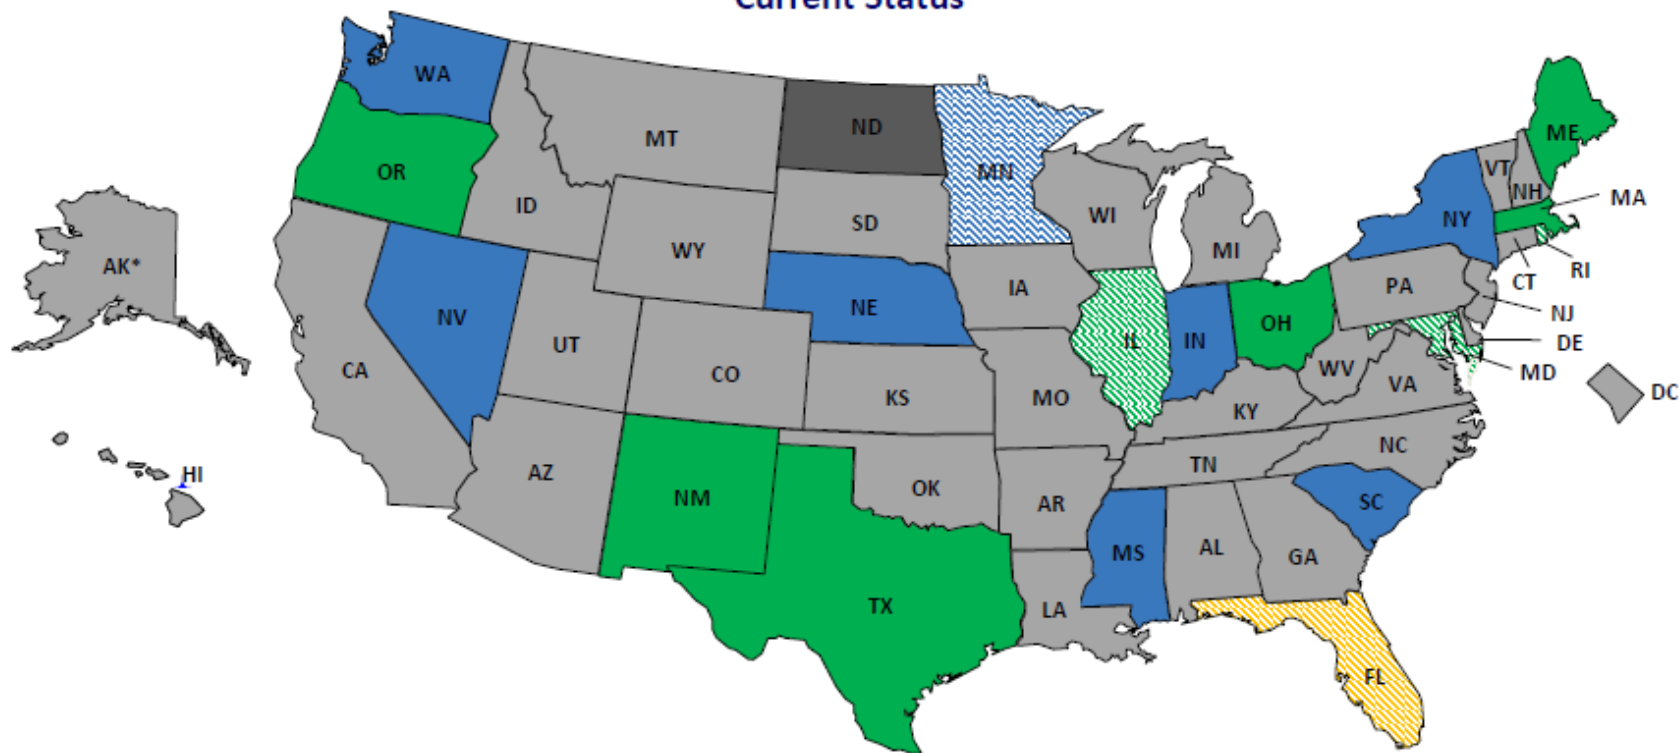 Current Status
WA
MT
ND
MN
ME
VT
NH
MA
OR
ID
SD
WI
NY
MI
RI
CT
AK*
WY
IA
PA
NJ
NV
NE
IL
IN
OH
DE
MD
UT
CA
CO
KS
MO
WV
VA
DC
KY
NC
TN
HI
AZ
NM
OK
AR
SC
MS
AL
GA
LA
TX
FL